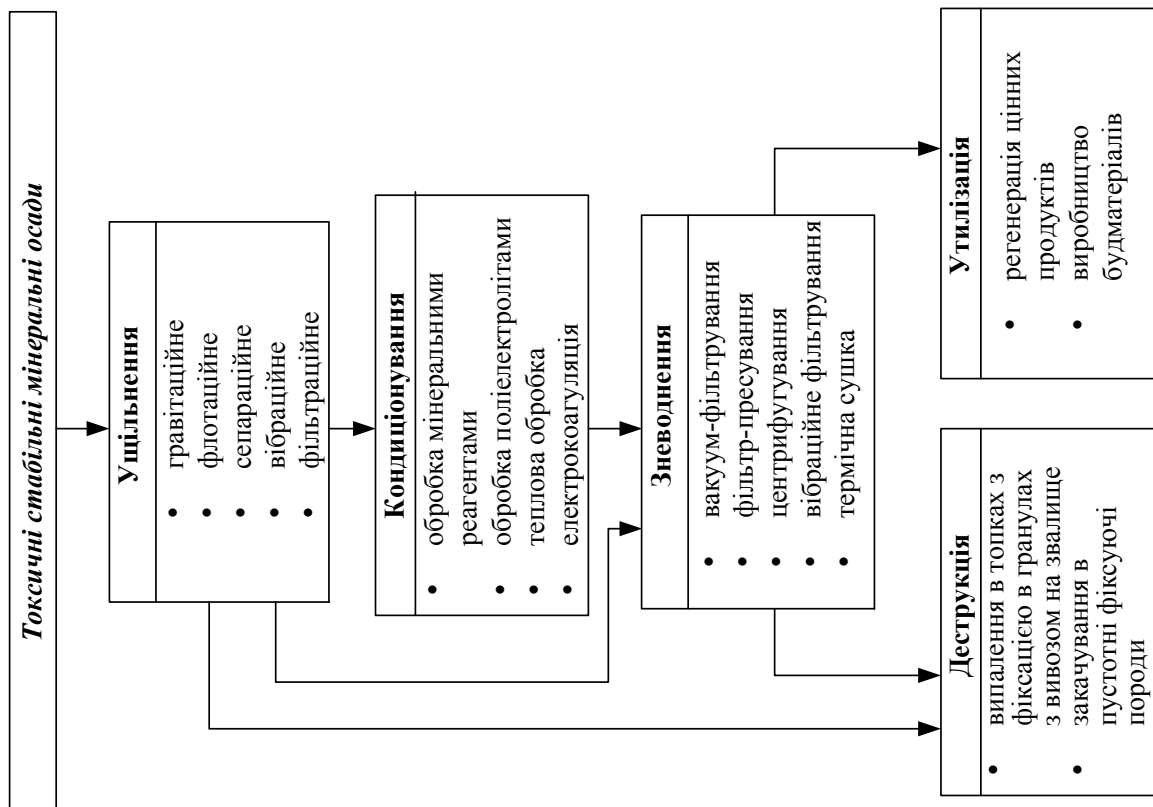 Токсичні стабільні мінеральні осади
Ущільнення
• гравітаційне
• флотаційне
• сепараційне
• вібраційне
• фільтраційне
Кондиціонування
• обробка мінеральними
реагентами
• обробка поліелектролітами
• теплова обробка
• електрокоагуляція
Зневоднення
• вакуум-фільтрування
• фільтр-пресування
• центрифугування
• вібраційне фільтрування
• термічна сушка
Деструкція
• випалення в топках з
фіксацією в гранулах
з вивозом на звалище
• закачування в
пустотні фіксуючі
породи
Утилізація
• регенерація цінних
продуктів
• виробництво
будматеріалів